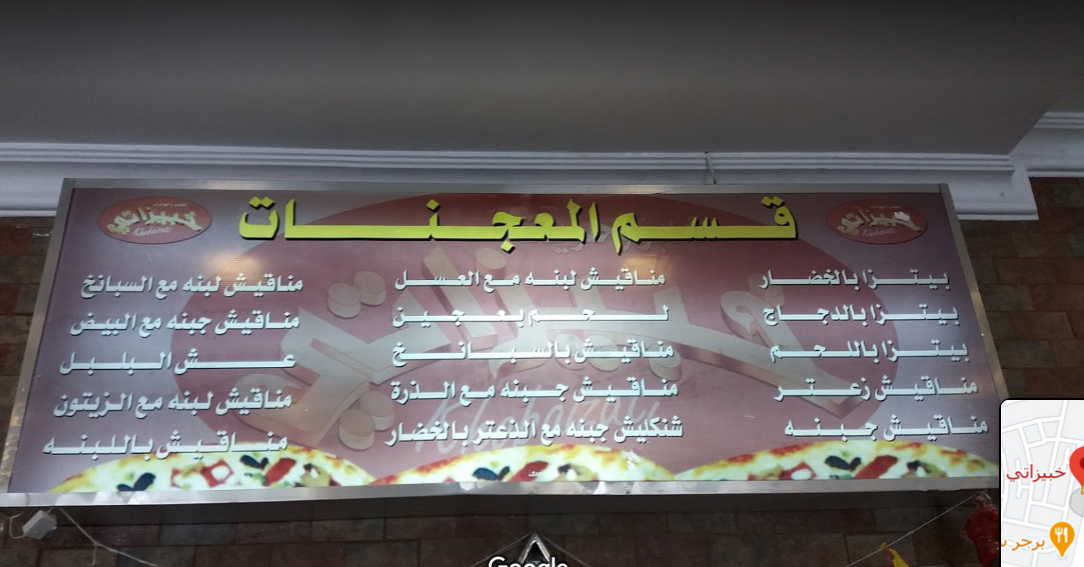 قسم المعجنات
خبيزاتي
خبيزاتي
بيتزا بالخضار
بيتزا بالدجاج
بيتزا باللحم
مناقيش زعتر
مناقيش جبنه
مناقيش لبنه مع العسل
لحم بعجين
مناقيش بالسبانخ
مناقيش جبنه مع الذرة
شنكليش جبنه مع الذعتر بالخضار
مناقيش لبنه مع السبانخ
مناقيش جبنه مع البيض
عش البلبل
مناقيش لبنه مع الزيتون
مناقيش باللبنه
خبيزاتي
برجر
Google